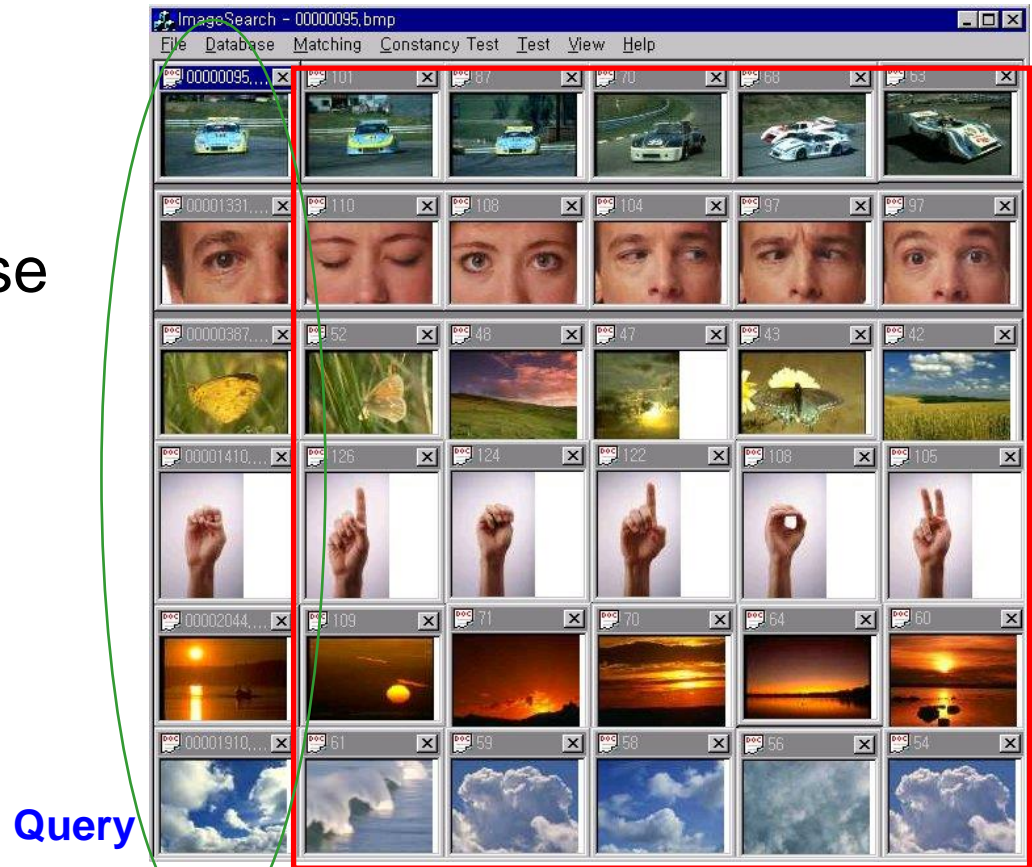 ImageSearch - 00000095,bmp
File Database Matching Constancy Test Test View Help
00000095,... 101 87 70 68 63
00001331,... 110 108 104 97 97
se
00000387,... 52 48 47 43 42
00001410,... 126 124 122 108 105
00002044,... 109 71 70 64 60
00001910,... 61 59 58 56 54
Query